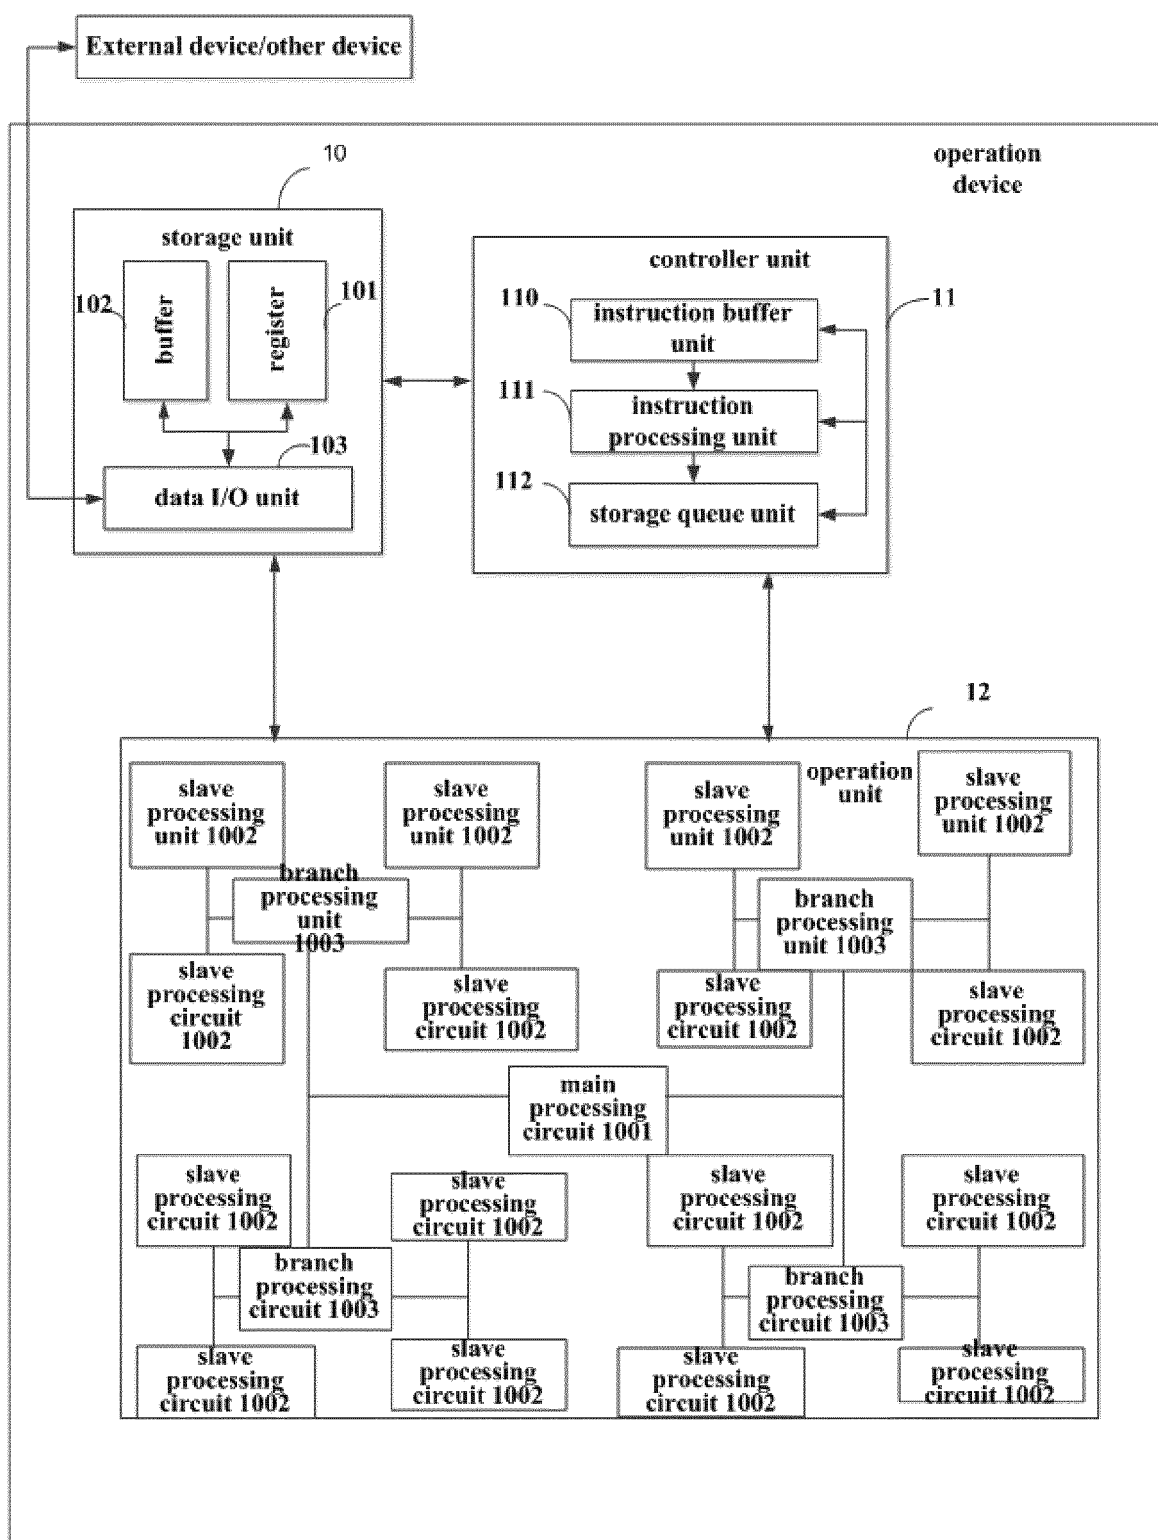 External device/other device
operation
device
10
storage unit
102
buffer
register
101
103
data I/O unit
controller unit
11
110
instruction buffer
unit
111
instruction
processing unit
112
storage queue unit
12
operation
unit
slave
processing
unit 1002
slave
processing
unit 1002
slave
processing
unit 1002
slave
processing
unit 1002
branch
processing
unit
1003
branch
processing
unit 1003
slave
processing
circuit
1002
slave
processing
circuit 1002
slave
processing
circuit 1002
slave
processing
circuit 1002
main
processing
circuit 1001
slave
processing
circuit 1002
slave
processing
circuit 1002
slave
processing
circuit 1002
slave
processing
circuit 1002
branch
processing
circuit 1003
branch
processing
circuit 1003
slave
processing
circuit 1002
slave
processing
circuit 1002
slave
processing
circuit 1002
slave
processing
circuit 1002